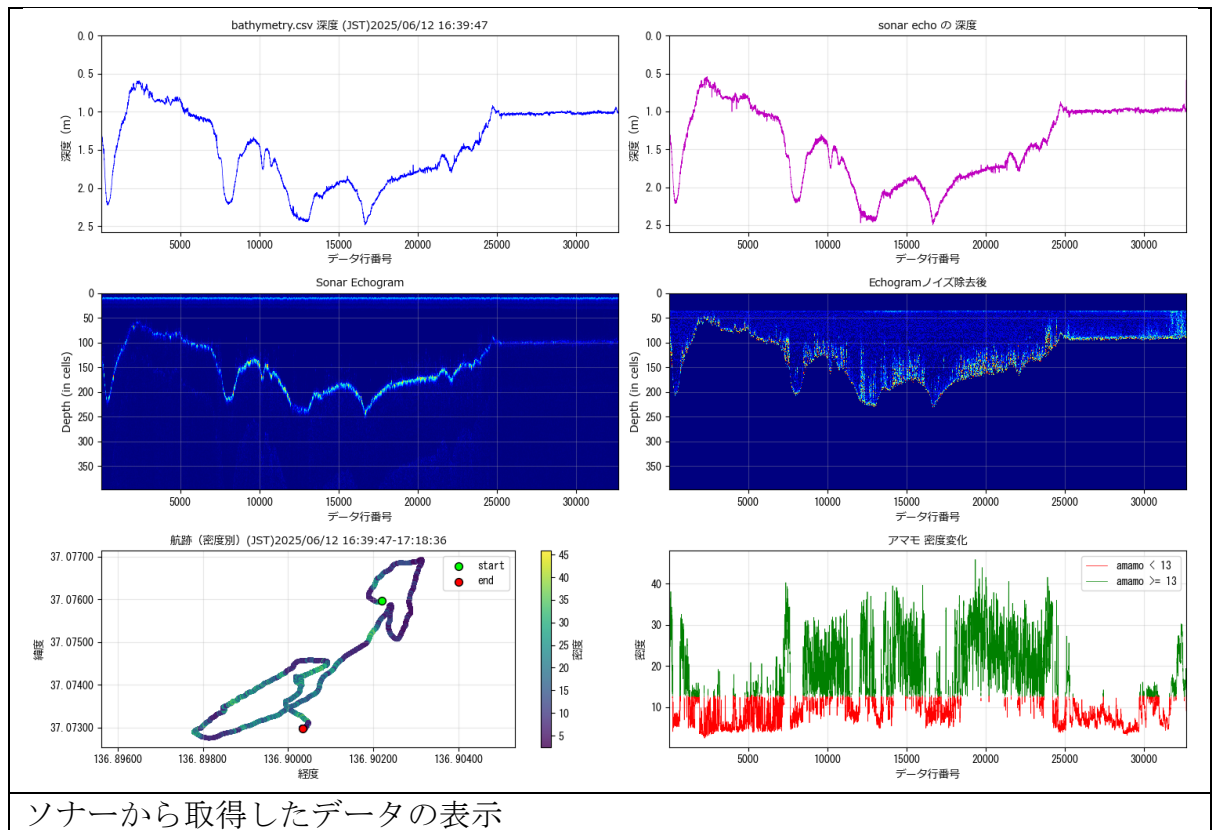 bathymetry.csv 深度 (JST)2025/06/12 16:39:47
0.0
0.5
1.0
1.5
2.0
2.5
深度 (m)
5000 10000 15000 20000 25000 30000
データ行番号
sonar echo の 深度
0.0
0.5
1.0
1.5
2.0
2.5
深度 (m)
5000 10000 15000 20000 25000 30000
データ行番号
Sonar Echogram
0
50
100
150
200
250
300
350
Depth (in cells)
5000 10000 15000 20000 25000 30000
データ行番号
Echogramノイズ除去後
0
50
100
150
200
250
300
350
Depth (in cells)
5000 10000 15000 20000 25000 30000
データ行番号
航跡（密度別）(JST)2025/06/12 16:39:47-17:18:36
37.07700
37.07600
37.07500
37.07400
37.07300
緯度
136.89600 136.89800 136.90000 136.90200 136.90400
経度
start
end
45
40
35
30
25
20
15
10
5
密度
アマモ 密度変化
40
30
20
10
密度
amamo < 13
amamo >= 13
5000 10000 15000 20000 25000 30000
データ行番号
ソナーから取得したデータの表示